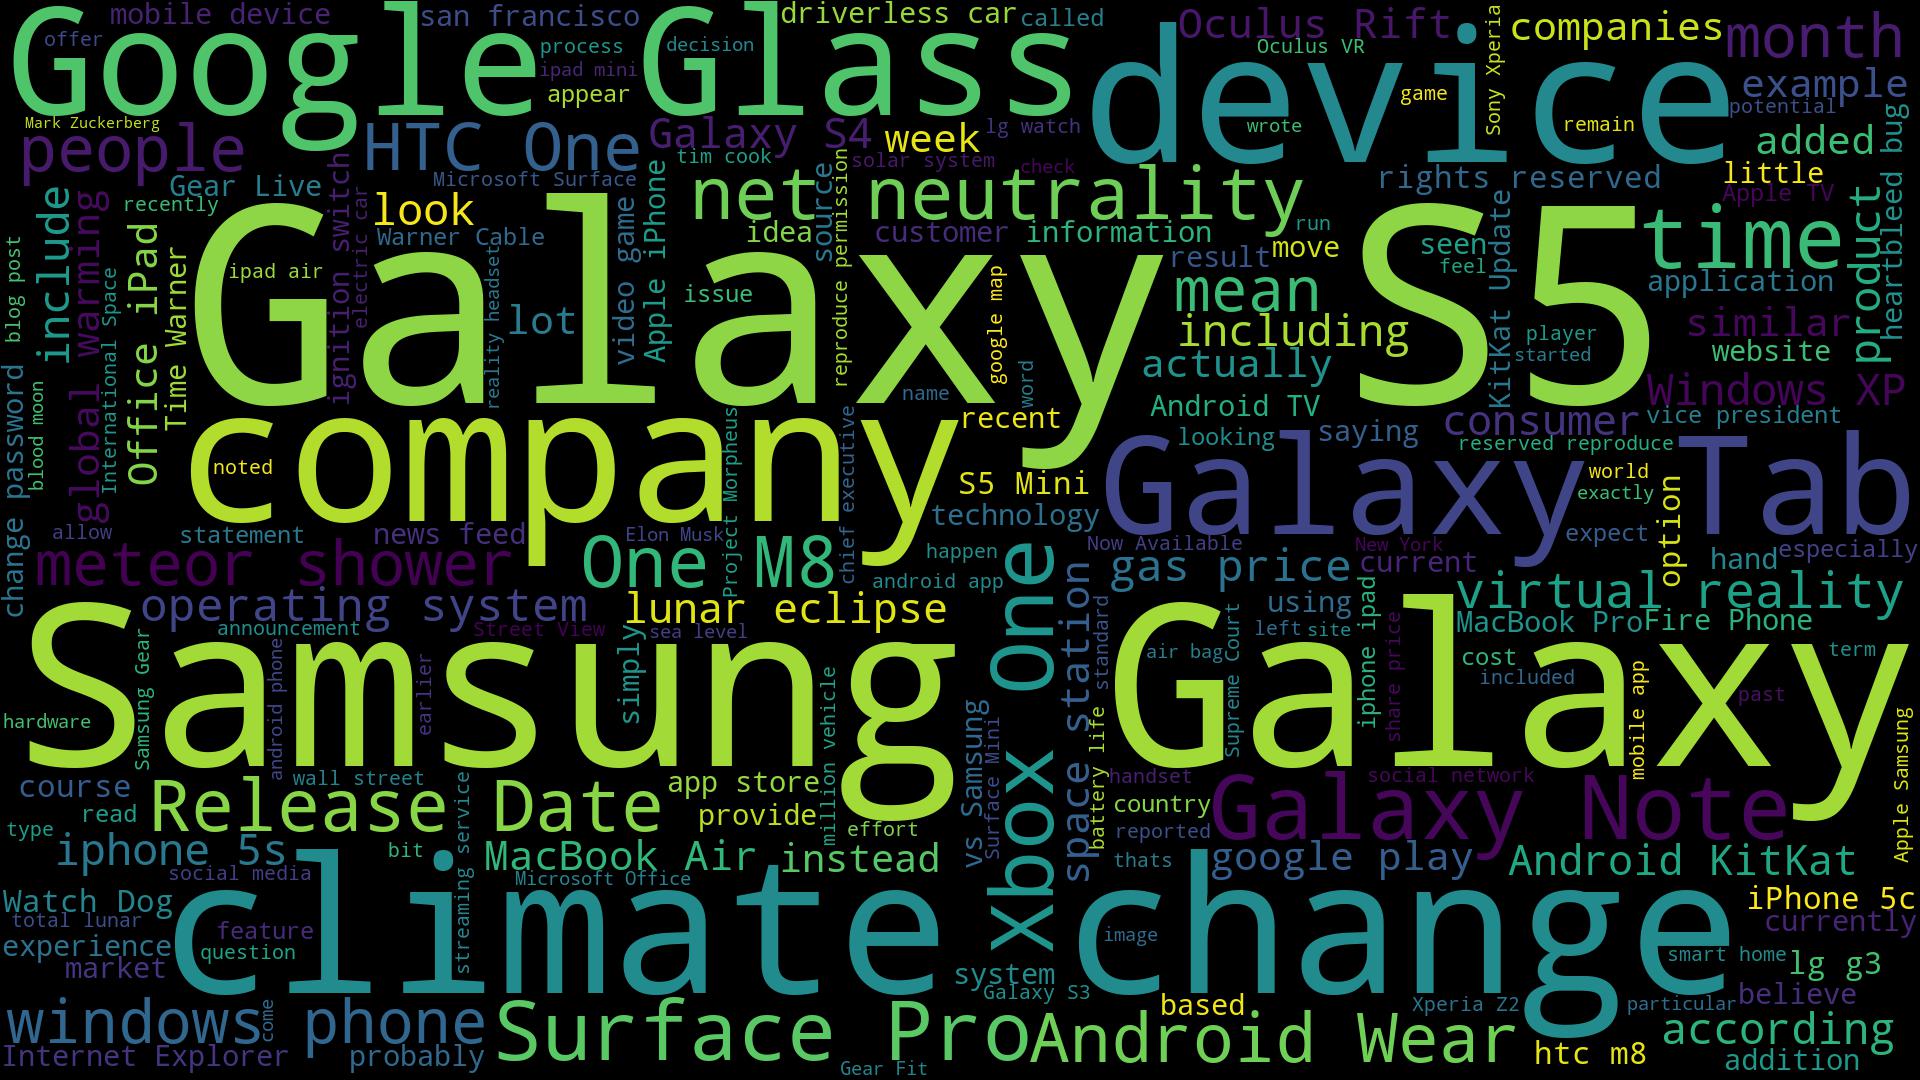 mobile device
san francisco
driverless car
called
Oculus Rift
companies
month
Google Glass
offer
process
decision
Oculus VR
Sony Xperia
device
ipad mini
appear
game
example
potential
Mark Zuckerberg
people
HTC One
Galaxy S4
week
lg watch
wrote
remain
added
heartbleed bug
tim cook
solar system
check
Gear Live
Microsoft Surface
net neutrality
rights reserved
little
Apple TV
recently
look
source
reproduce permission
include
global warming
ignition switch
electric car
Warner Cable
video game
Apple iPhone
idea
customer
information
run
result
move
seen
feel
time
product
KitKat Update
application
Galaxy S5
blog post
International Space
Office iPad
Time Warner
ipad air
reality headset
lot
issue
google map
mean
including
player
started
similar
website
actually
Windows XP
name
word
Android TV
change password
blood moon
company
noted
recent
looking
saying
consumer
vice president
reserved reproduce
Project Morpheus
chief executive
S5 Mini
technology
Galaxy Tab
world
exactly
option
allow
statement
news feed
Elon Musk
happen
Now Available
New York
expect
meteor shower
One M8
android app
gas price
current
hand
especially
operating system
lunar eclipse
Xbox One
space station
standard
using
virtual reality
announcement
Street View
sea level
left
site
MacBook Pro
Fire Phone
Samsung Galaxy
Samsung Gear
android phone
earlier
simply
air bag
Supreme Court
iphone ipad
share price
cost
included
mobile app
term
past
hardware
million vehicle
vs Samsung
Surface Mini
battery life
Apple Samsung
course
wall street
app store
handset
social network
read
Release Date
streaming service
provide
country
Galaxy Note
type
effort
reported
iphone 5s
bit
MacBook Air
instead
thats
google play
Android KitKat
social media
Microsoft Office
climate change
Watch Dog
iPhone 5c
total lunar
feature
image
currently
experience
question
smart home
lg g3
market
system
Galaxy S3
based
Xperia Z2
particular
believe
windows phone
come
Surface Pro
Android Wear
according
Internet Explorer
probably
Gear Fit
htc m8
addition